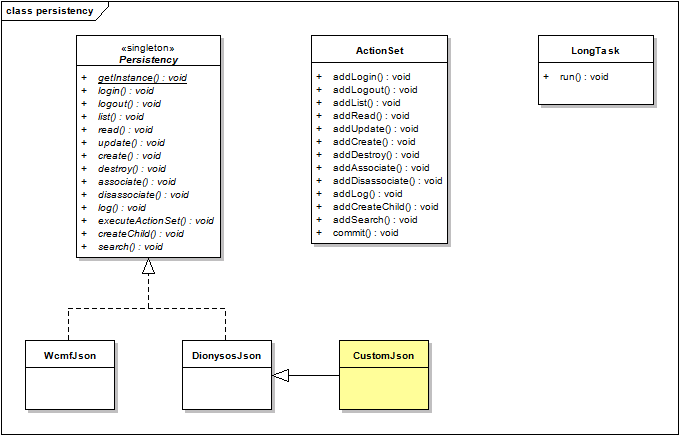 class persistency
«singleton»
Persistency
+ getInstance() : void
+ login() : void
+ logout() : void
+ list() : void
+ read() : void
+ update() : void
+ create() : void
+ destroy() : void
+ associate() : void
+ disassociate() : void
+ log() : void
+ executeActionSet() : void
+ createChild() : void
+ search() : void
ActionSet
+ addLogin() : void
+ addLogout() : void
+ addList() : void
+ addRead() : void
+ addUpdate() : void
+ addCreate() : void
+ addDestroy() : void
+ addAssociate() : void
+ addDisassociate() : void
+ addLog() : void
+ addCreateChild() : void
+ addSearch() : void
+ commit() : void
LongTask
+ run() : void
WcmfJson
DionysosJson
CustomJson